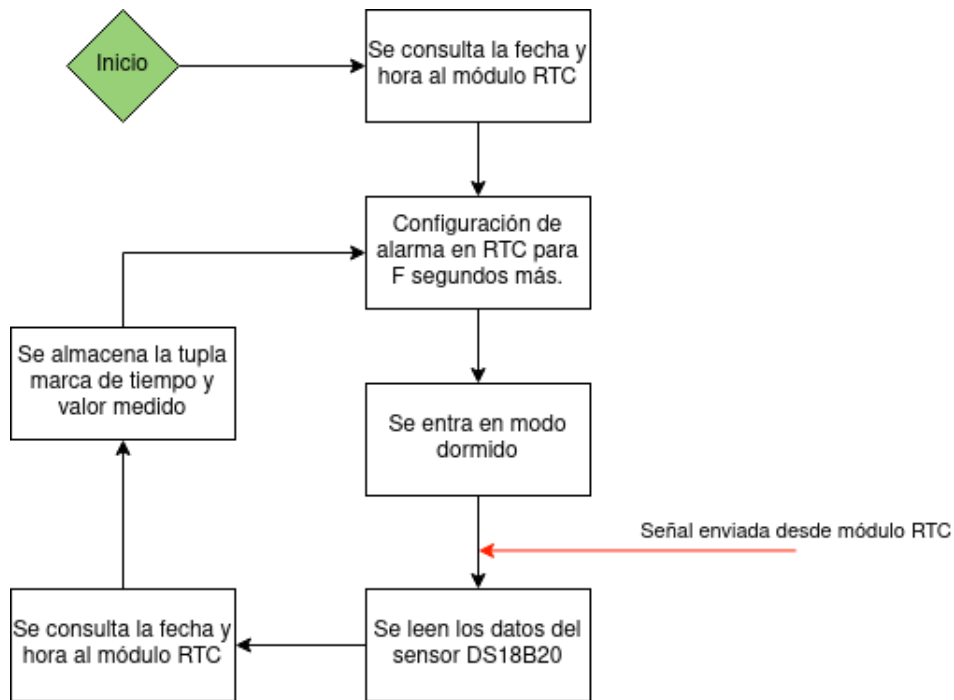 Inicio
Se consulta la fecha y
hora al módulo RTC
Configuración de
alarma en RTC para
F segundos más.
Se entra en modo
dormido
Señal enviada desde módulo RTC
Se leen los datos del
sensor DS18B20
Se consulta la fecha y
hora al módulo RTC
Se almacena la tupla
marca de tiempo y
valor medido